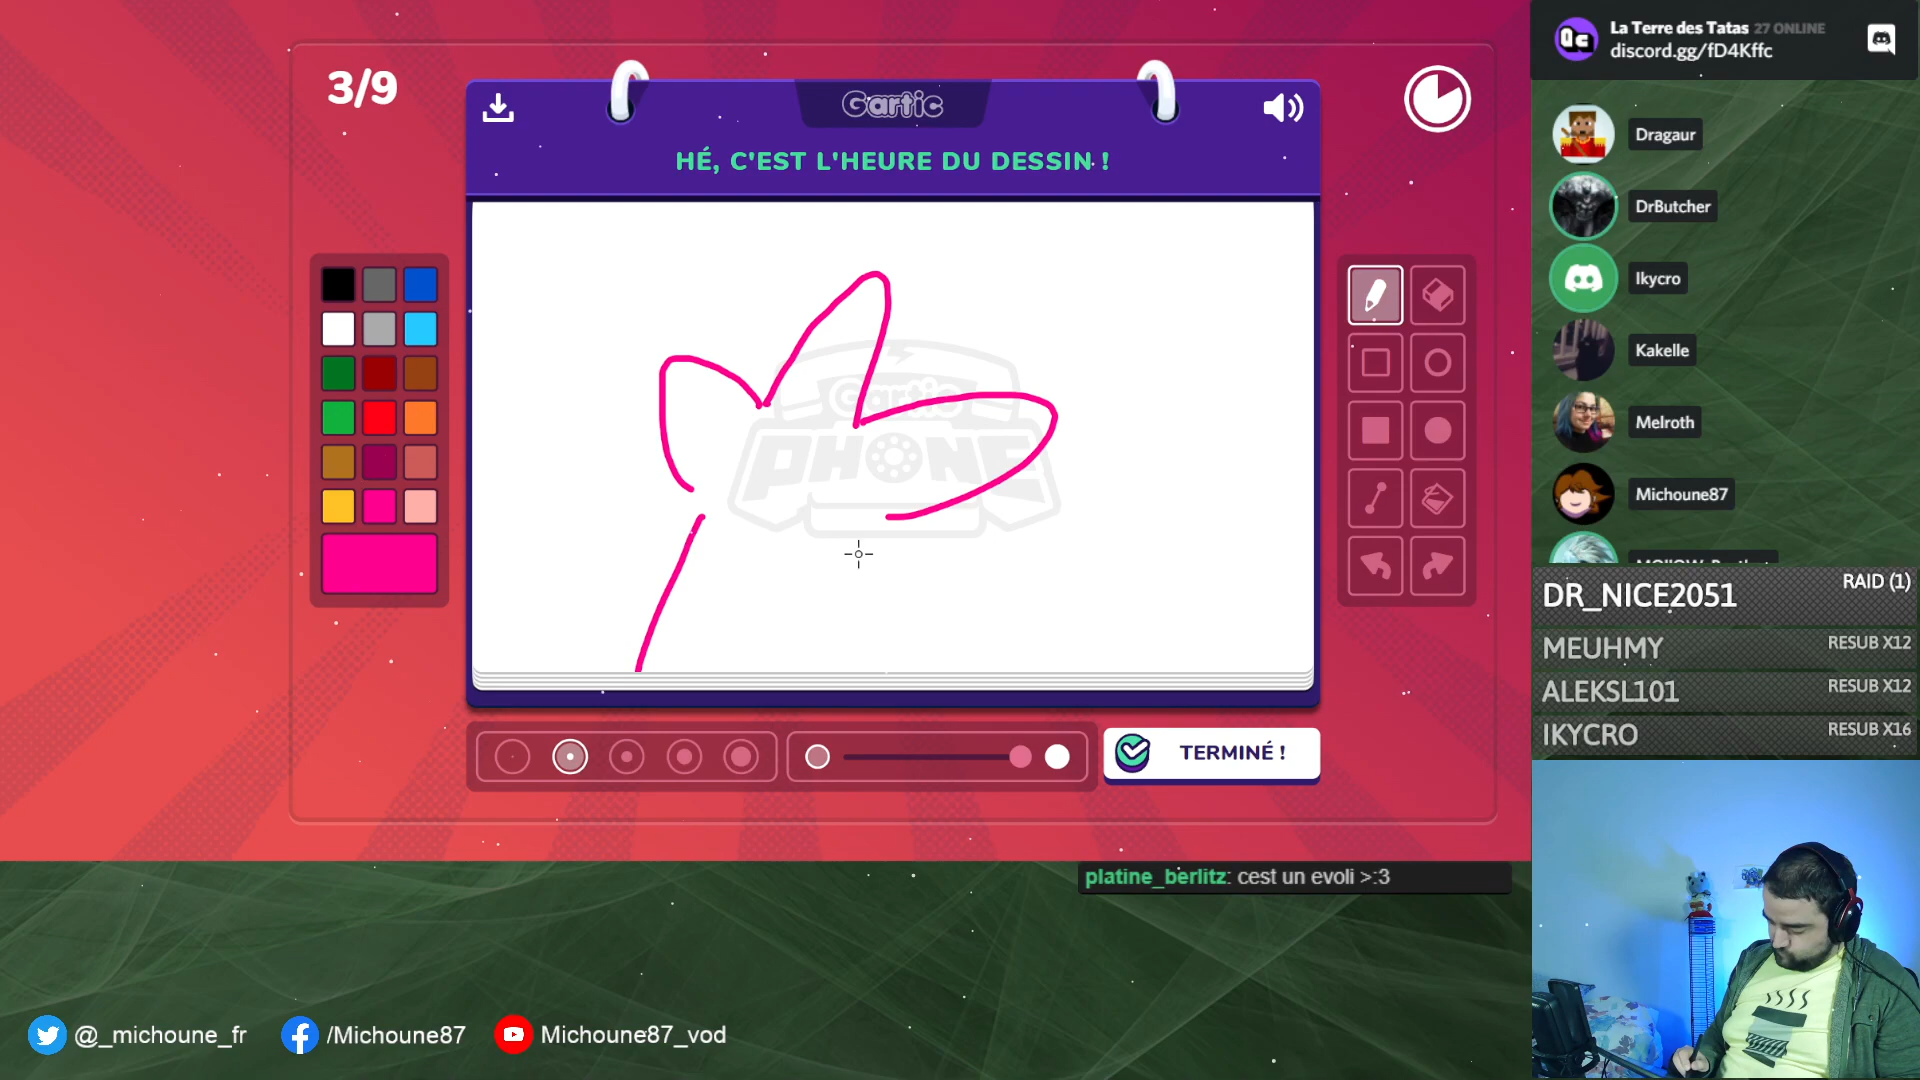 3/9
Gartic
HÉ, C'EST L'HEURE DU DESSIN !
Gartic
PHONE
TERMINÉ !
La Terre des Tatas 27 ONLINE
discord.gg/fD4Kffc
Dragaur
DrButcher
Ikycro
Kakelle
Melroth
Michoune87
DR_NICE2051 RAID (1)
MEUHMY RESUB X12
ALEKSL101 RESUB X12
IKYCRO RESUB X16
platine_berlitz: cest un evoli >:3
@_michoune_fr
/Michoune87
Michoune87_vod